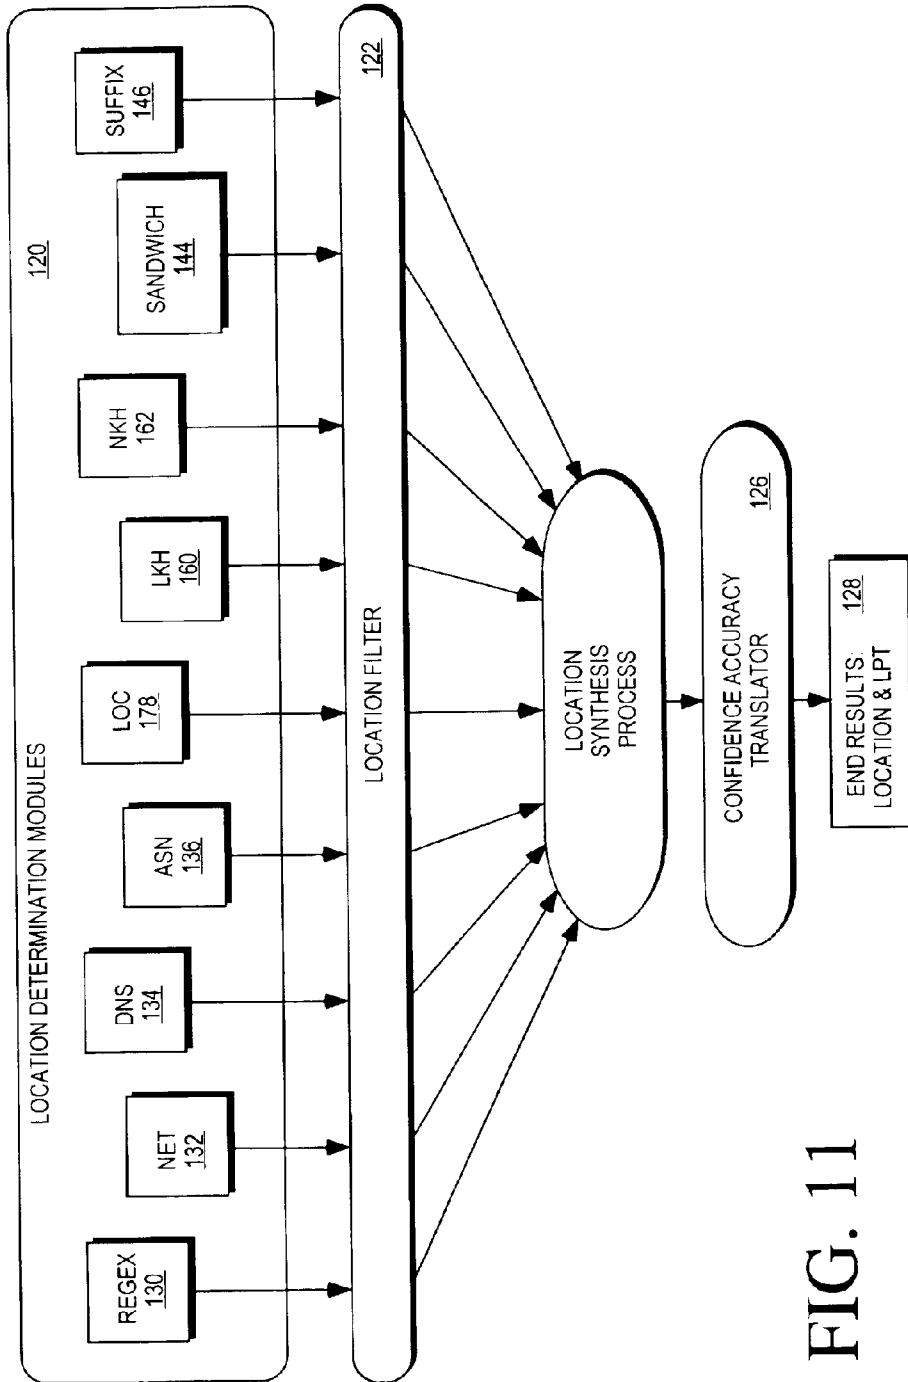 LOCATION DETERMINATION MODULES
120
REGEX
130
NET
132
DNS
134
ASN
136
LOC
178
LKH
160
NKH
162
SANDWICH
144
SUFFIX
146
LOCATION FILTER
122
LOCATION
SYNTHESIS
PROCESS
CONFIDENCE ACCURACY
TRANSLATOR
126
END RESULTS:
LOCATION & LPT
128
FIG. 11